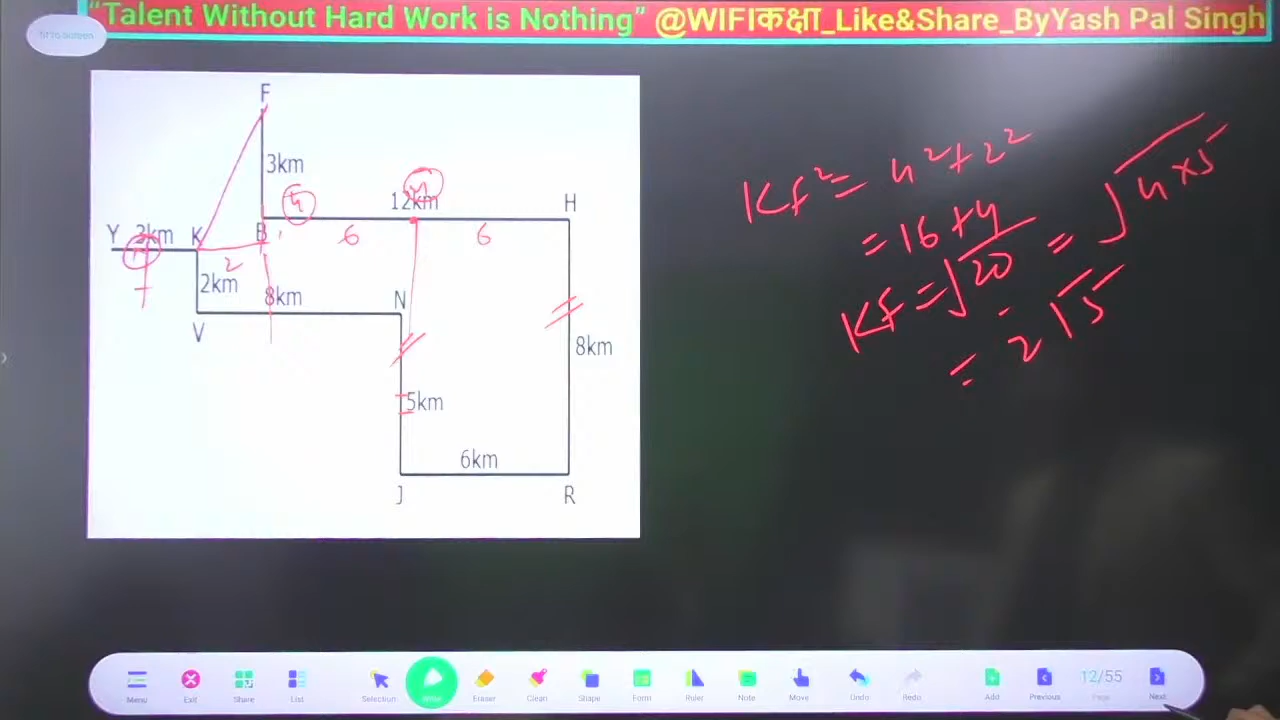 “Talent Without Hard Work is Nothing” @WIFIकक्षा_Like&Share_ByYash Pal Singh
F
3km
4
12km
H
Y 3km K B
6
6
2
2km
8km
N
V
8km
5km
6km
J
R
Kf² = 4² + 2²
= 16 + 4
Kf = √20 = √4×5
= 2√5
Menu Exit Share List Selection Write Eraser Clean Shape Form Ruler Note Move Undo Redo Add Previous 12/55 Page Next